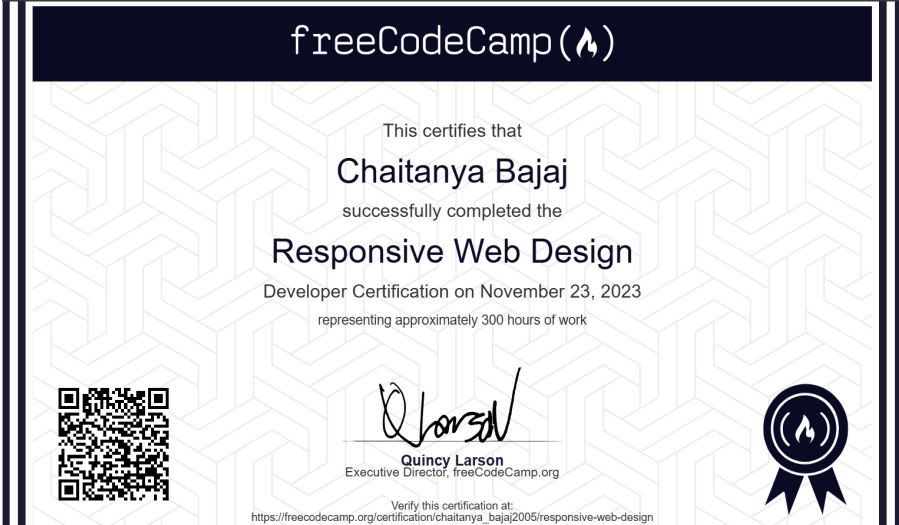 freeCodeCamp
This certifies that
Chaitanya Bajaj
successfully completed the
Responsive Web Design
Developer Certification on November 23, 2023
representing approximately 300 hours of work
Quincy Larson
Executive Director, freeCodeCamp.org
Verify this certification at:
https://freecodecamp.org/certification/chaitanya_bajaj2005/responsive-web-design